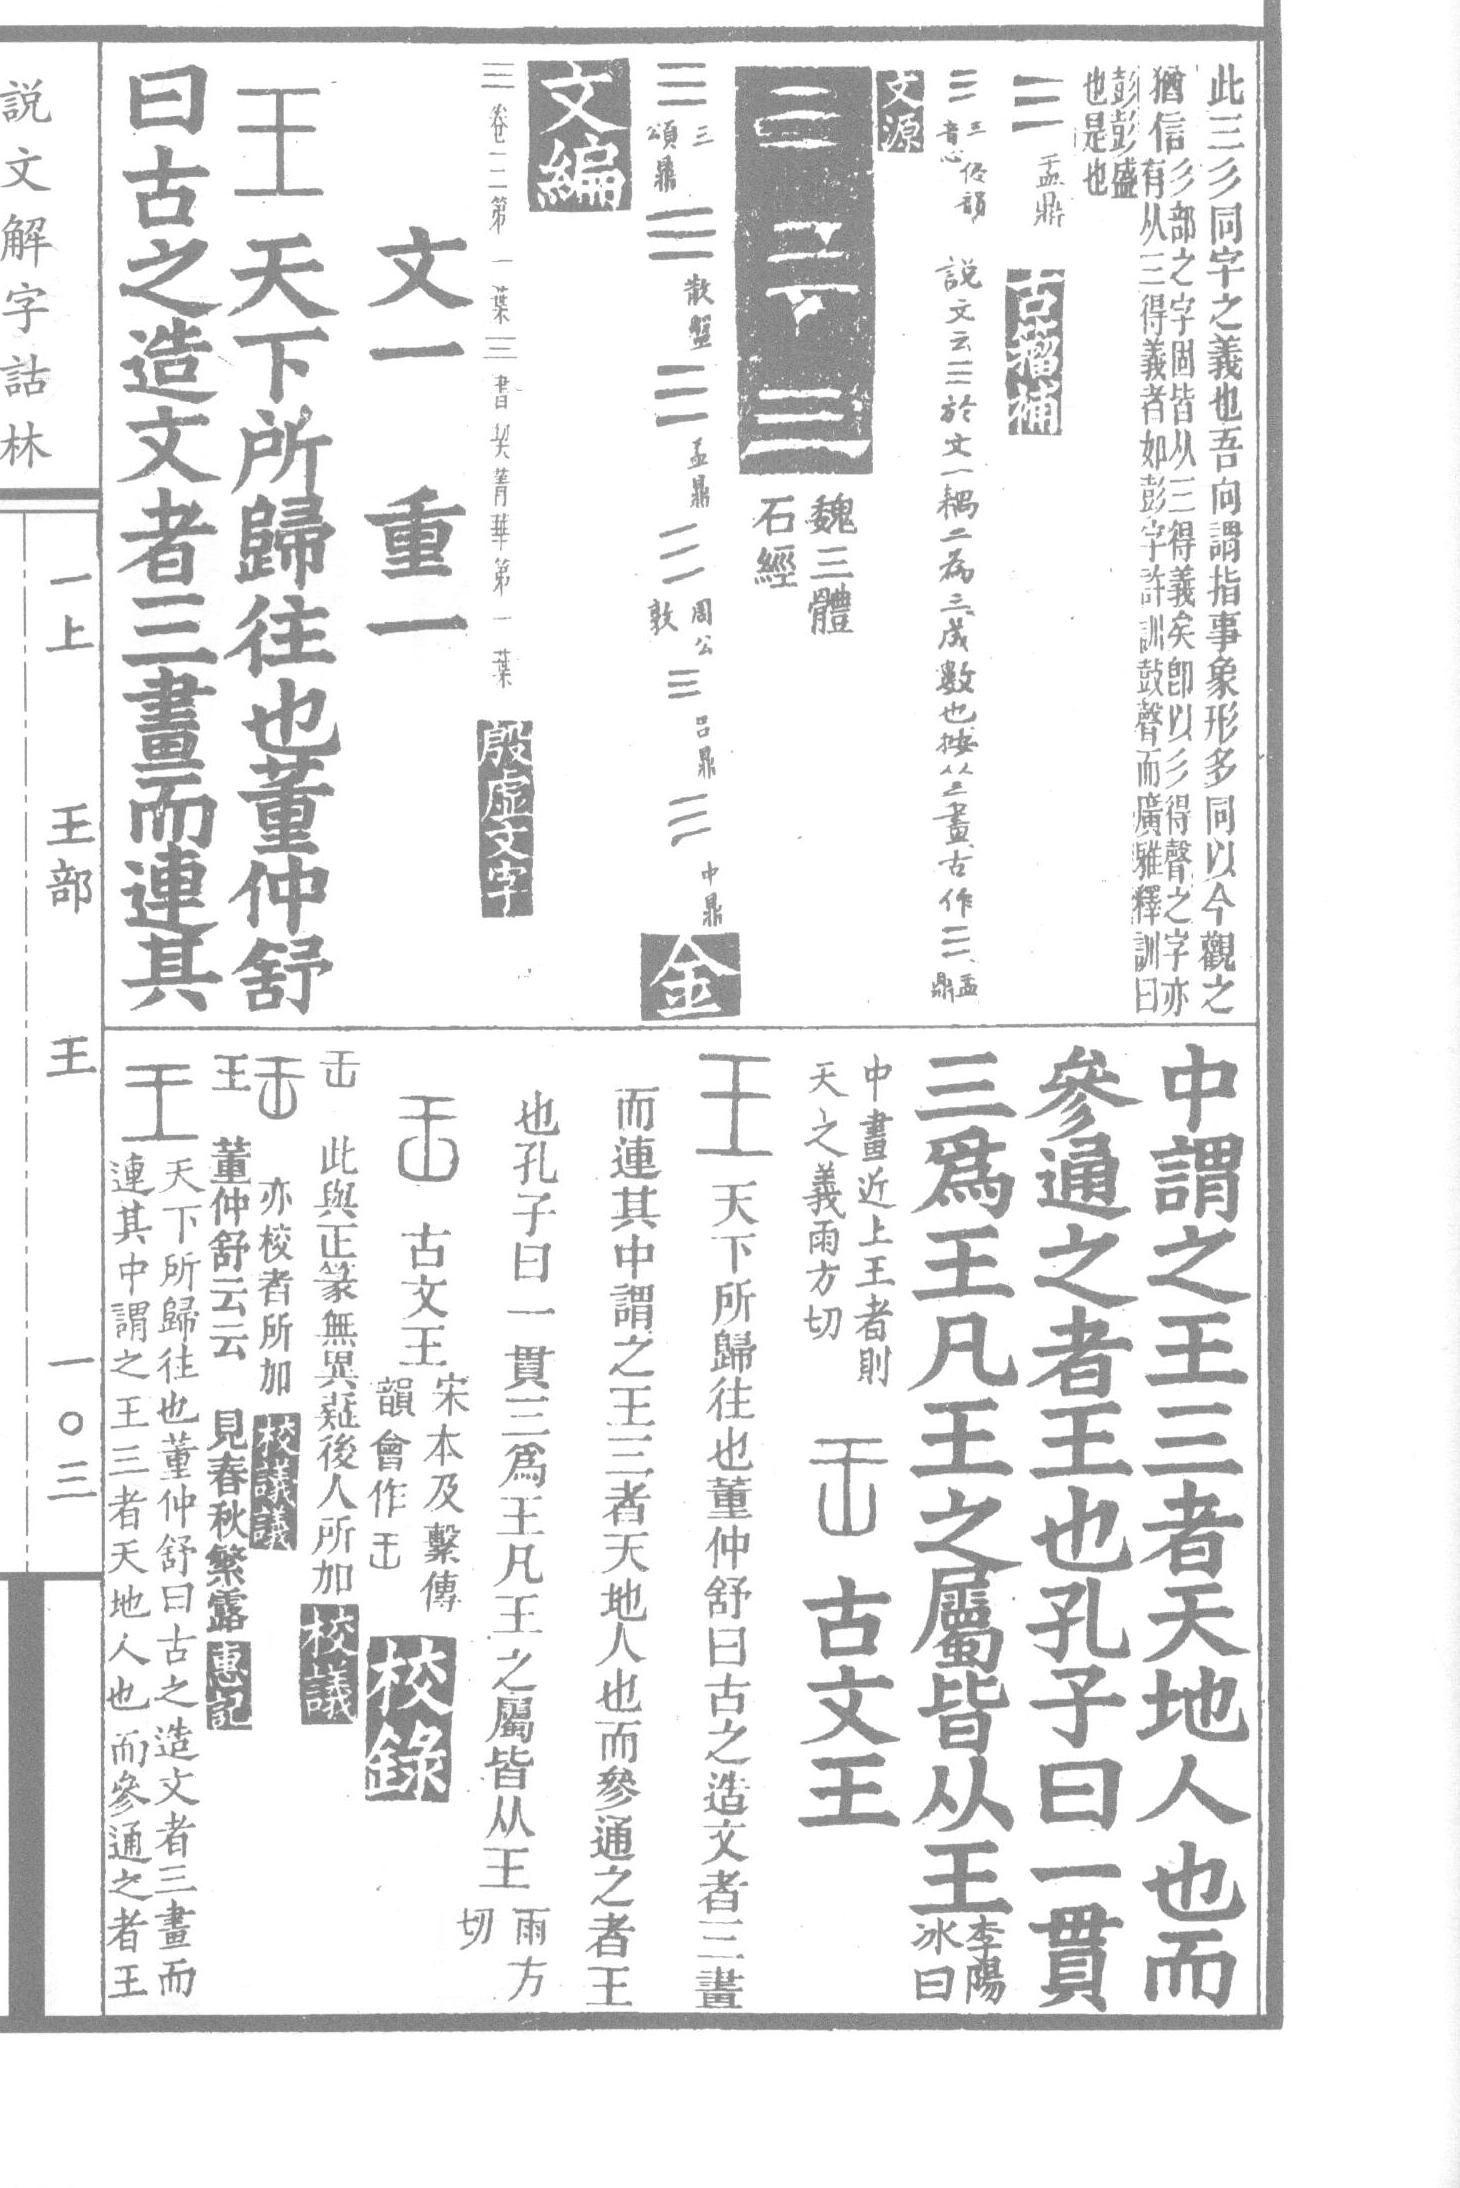 此三彡同字之義也吾向謂指事象形多同以今觀之
猶信彡部之字固皆从三得義矣卽以彡得聲之字亦
有从三得義者如彭字許訓鼓聲而廣雅釋訓曰
彭彭盛
也是也
三 盂鼎 古籀補
三 三 侵韻
音心
說文云三於文一耦二爲三成數也按从三畫古作三盂
鼎
文源
魏三體
石經
三 三
頌鼎
三 散盤 三 盂鼎 三 周公
敦
三 呂鼎 三 中鼎 金
文編
三 卷三第一葉 三 書契菁華第一葉 殷虛文字
文一 重一
王 天下所歸往也董仲舒
曰古之造文者三畫而連其
中謂之王三者天地人也而
參通之者王也孔子曰一貫
三爲王凡王之屬皆从王李陽
冰曰
中畫近上王者則
天之義雨方切
古文王
王 天下所歸往也董仲舒曰古之造文者三畫
而連其中謂之王三者天地人也而參通之者王
也孔子曰一貫三爲王凡王之屬皆从王雨方
切
古文王
宋本及繫傳
韻會作
校錄
此與正篆無異疑後人所加 校議
亦校者所加 校議議
王 董仲舒云云 見春秋繁露 惠記
王 天下所歸往也董仲舒曰古之造文者三畫而
連其中謂之王三者天地人也而參通之者王
說文解字詁林
一上
王部
王
一〇三